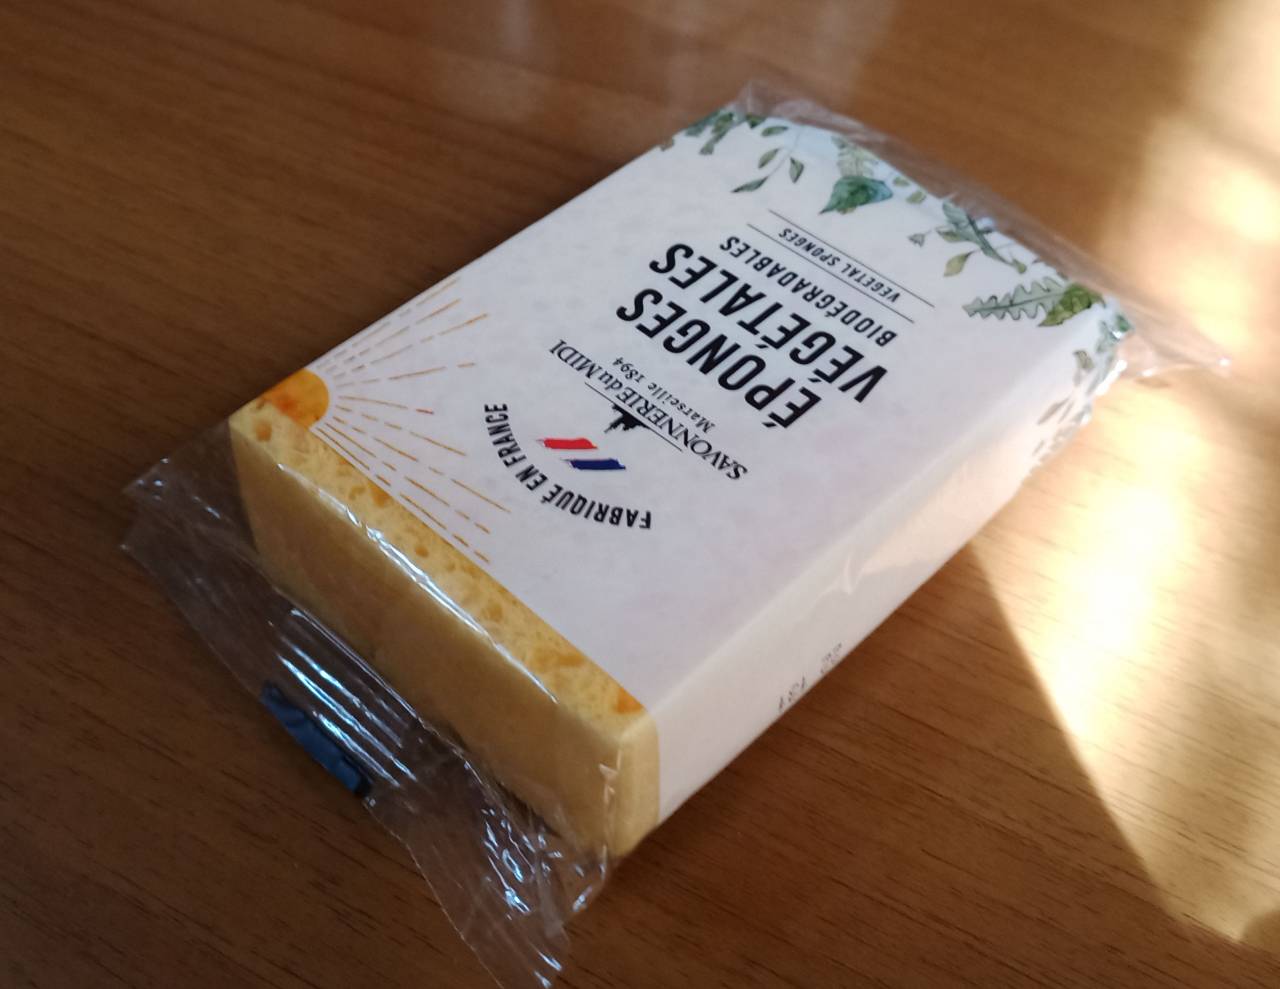 FABRIQUÉ EN FRANCE
SAVONNERIE du MIDI
Marseille 1894
ÉPONGES
VÉGÉTALES
BIODÉGRADABLES
VEGETAL SPONGES